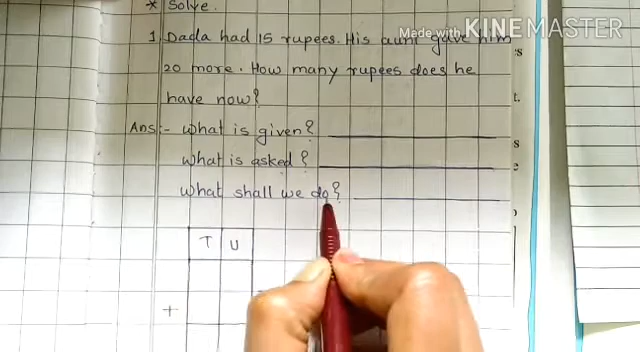 * Solve.
Made with KINEMASTER
1. Dada had 15 rupees. His aunt gave him
20 more. How many rupees does he
have now?
Ans:- What is given?
What is asked?
What shall we do?
T U
+